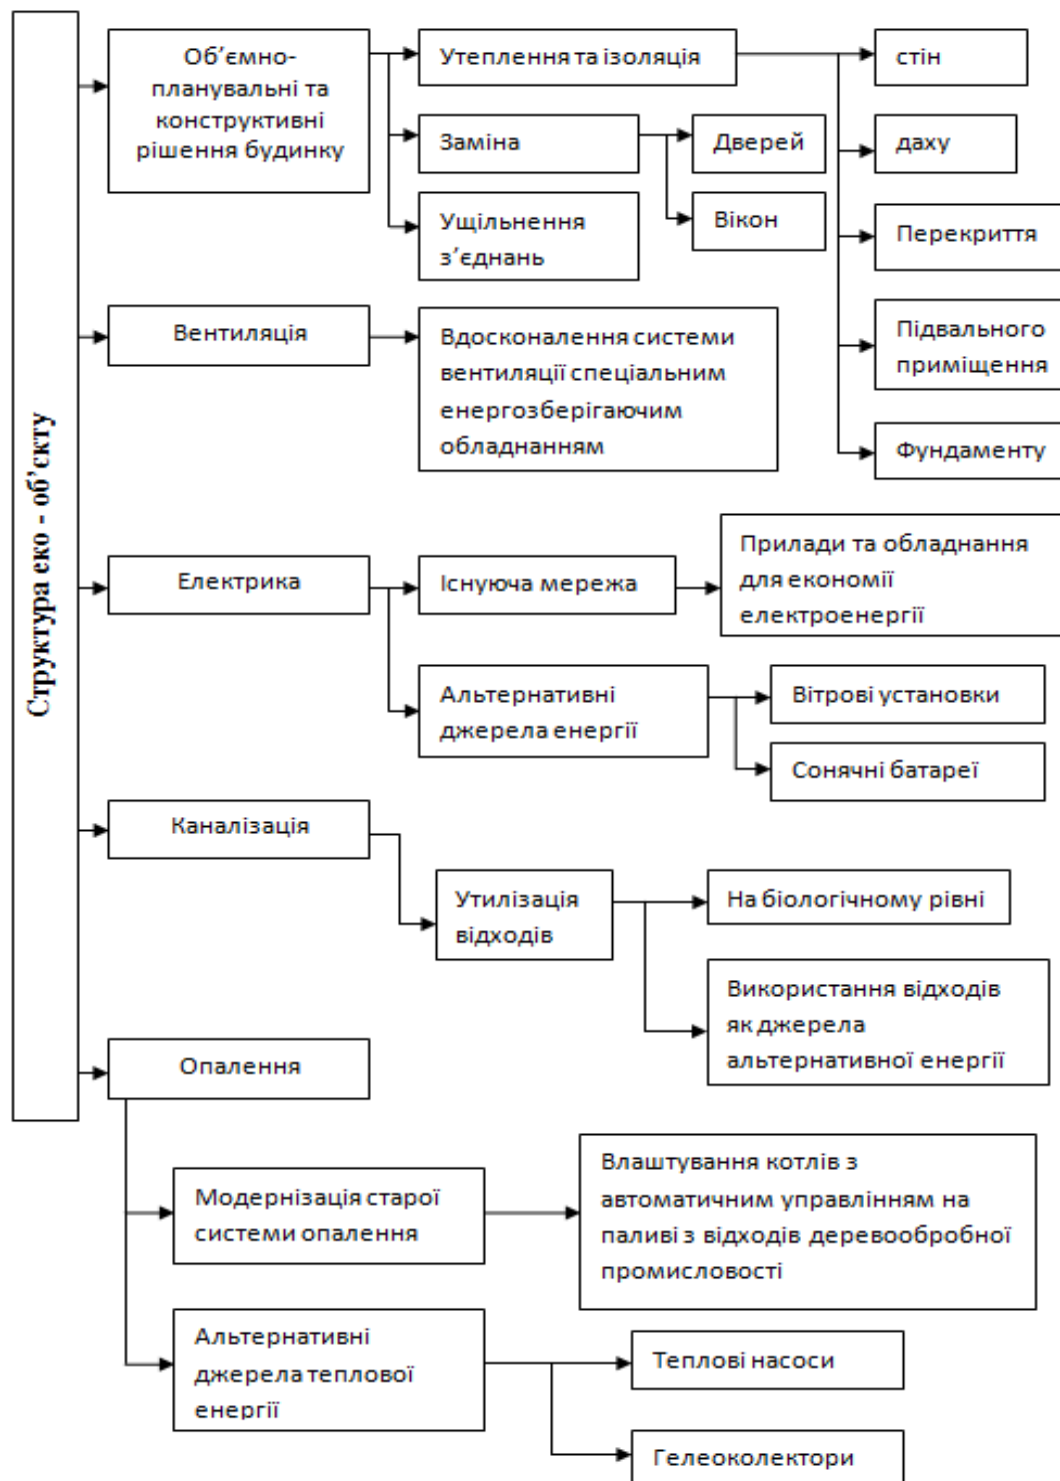 Структура еко - об’єкту
Об’ємно-
планувальні та
конструктивні
рішення будинку
Утеплення та ізоляція
стін
даху
Перекриття
Підвального
приміщення
Фундаменту
Заміна
Дверей
Вікон
Ущільнення
з’єднань
Вентиляція
Вдосконалення системи
вентиляції спеціальним
енергозберігаючим
обладнанням
Електрика
Існуюча мережа
Прилади та обладнання
для економії
електроенергії
Альтернативні
джерела енергії
Вітрові установки
Сонячні батареї
Каналізація
Утилізація
відходів
На біологічному рівні
Використання відходів
як джерела
альтернативної енергії
Опалення
Модернізація старої
системи опалення
Влаштування котлів з
автоматичним управлінням на
паливі з відходів деревообробної
промисловості
Альтернативні
джерела теплової
енергії
Теплові насоси
Гелеоколектори